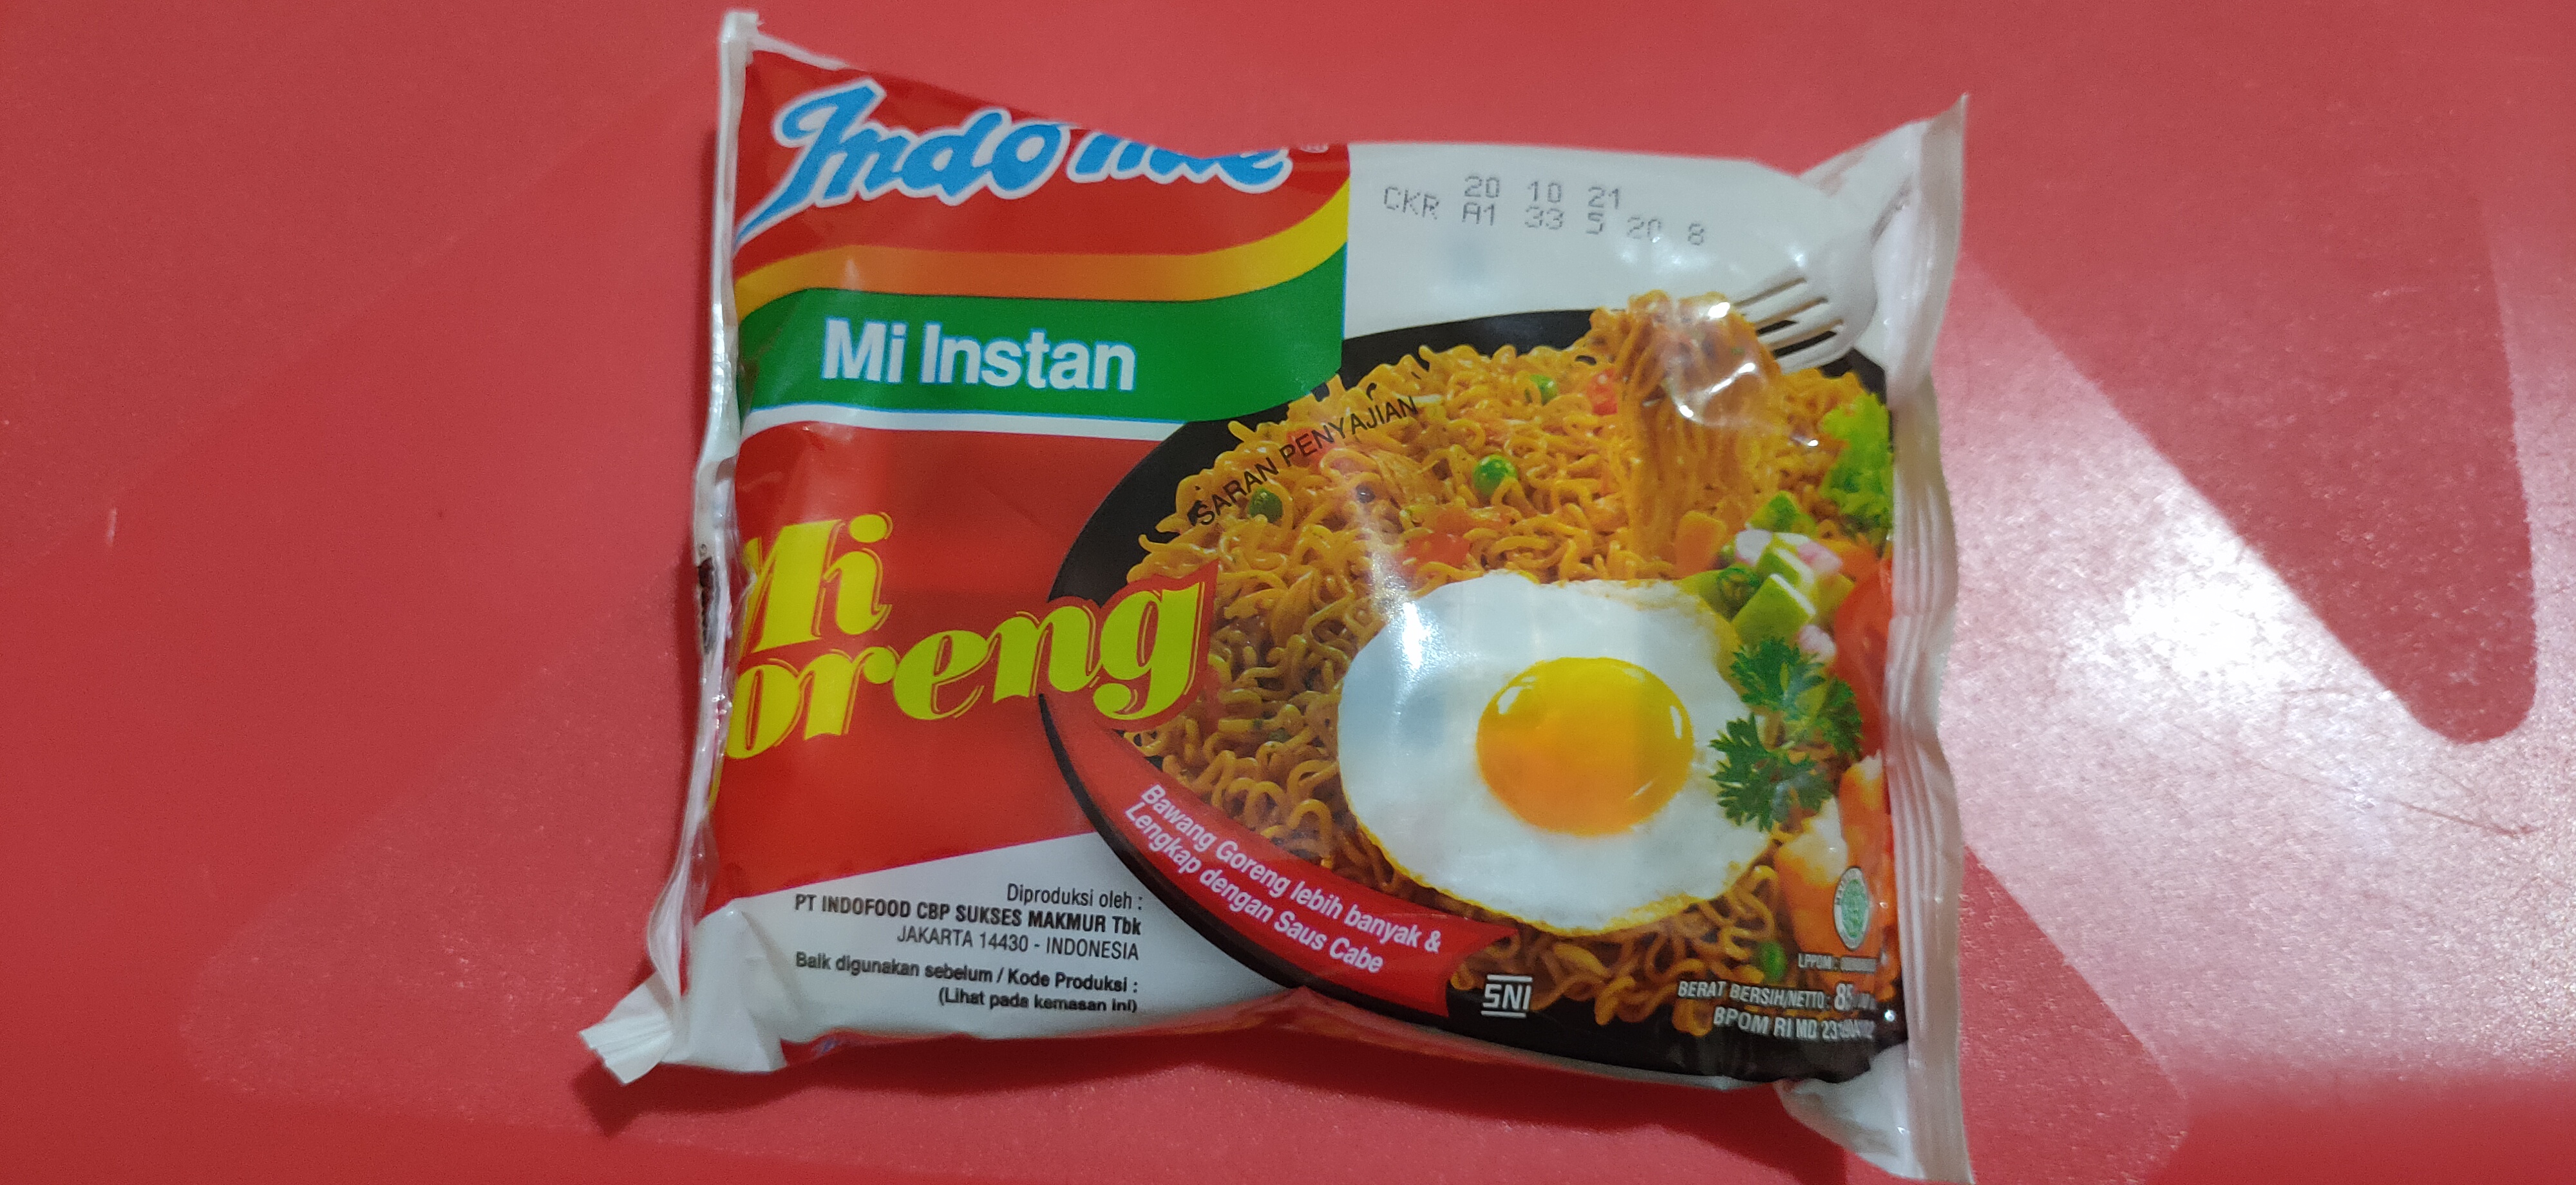 Indomie
20 10 21
CKR A1 33 5 20 8
Mi Instan
SARAN PENYAJIAN
Mi
oreng
Bawang Goreng lebih banyak &
Lengkap dengan Saus Cabe
Diproduksi oleh :
PT INDOFOOD CBP SUKSES MAKMUR Tbk
JAKARTA 14430 - INDONESIA
Baik digunakan sebelum / Kode Produksi :
(Lihat pada kemasan ini)
SNI
LPPOM :
BERAT BERSIH/NETTO : 85
BPOM RI MD